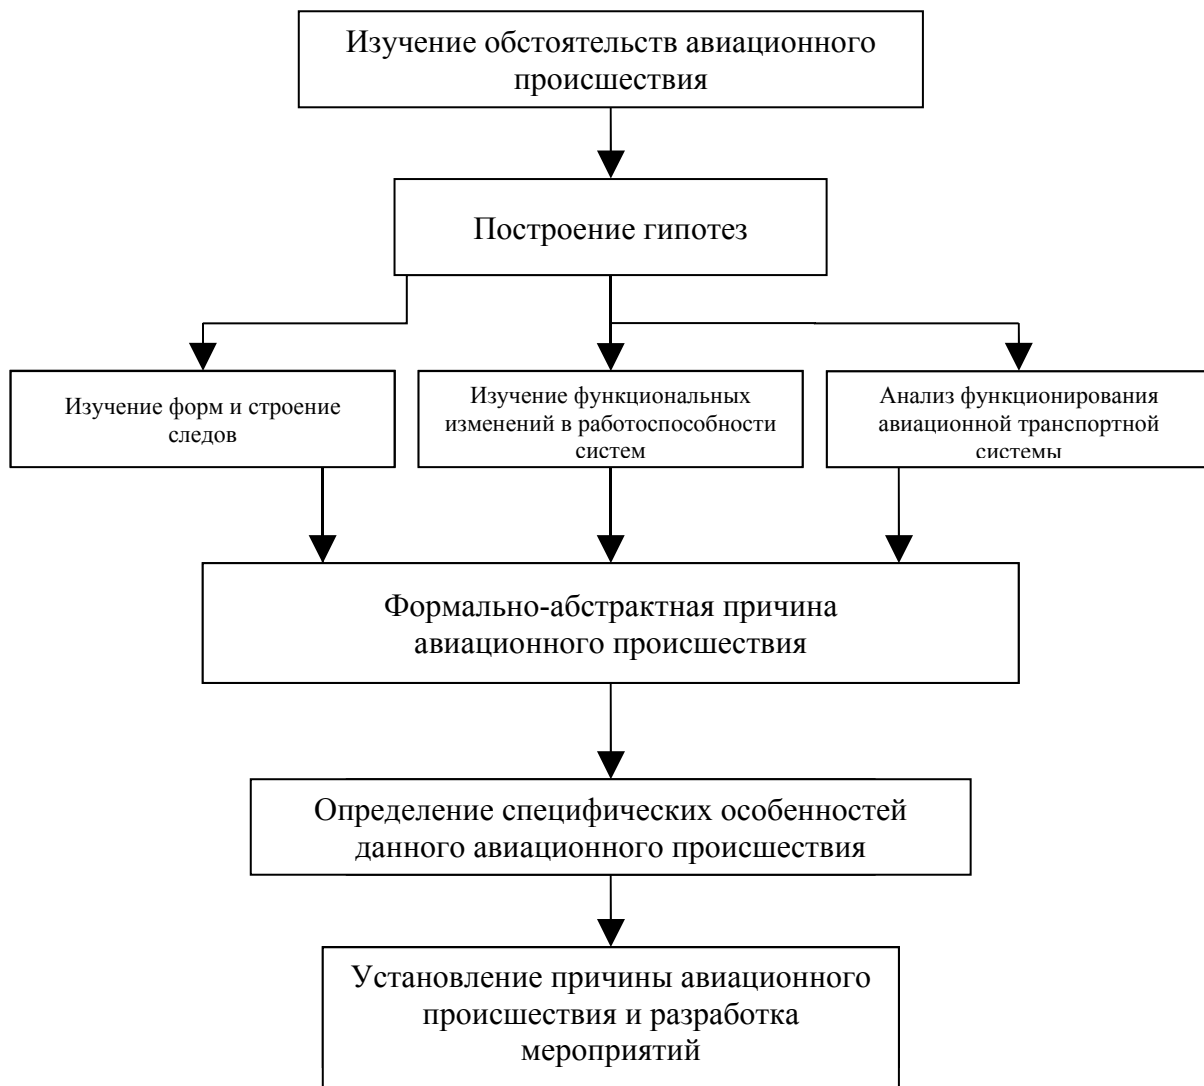 Изучение обстоятельств авиационного
происшествия
Построение гипотез
Изучение форм и строение
следов
Изучение функциональных
изменений в работоспособности
систем
Анализ функционирования
авиационной транспортной
системы
Формально-абстрактная причина
авиационного происшествия
Определение специфических особенностей
данного авиационного происшествия
Установление причины авиационного
происшествия и разработка
мероприятий